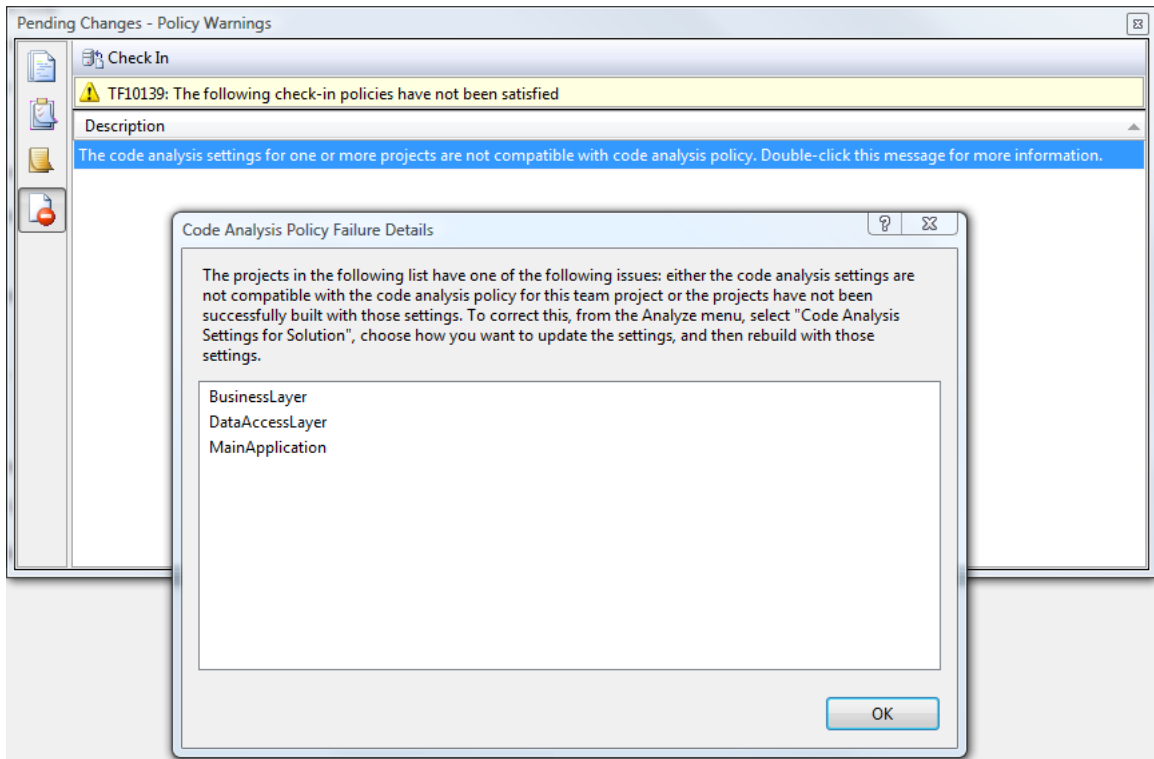 Pending Changes - Policy Warnings
Check In
TF10139: The following check-in policies have not been satisfied
Description
The code analysis settings for one or more projects are not compatible with code analysis policy. Double-click this message for more information.
Code Analysis Policy Failure Details
The projects in the following list have one of the following issues: either the code analysis settings are
not compatible with the code analysis policy for this team project or the projects have not been
successfully built with those settings. To correct this, from the Analyze menu, select "Code Analysis
Settings for Solution", choose how you want to update the settings, and then rebuild with those
settings.
BusinessLayer
DataAccessLayer
MainApplication
OK